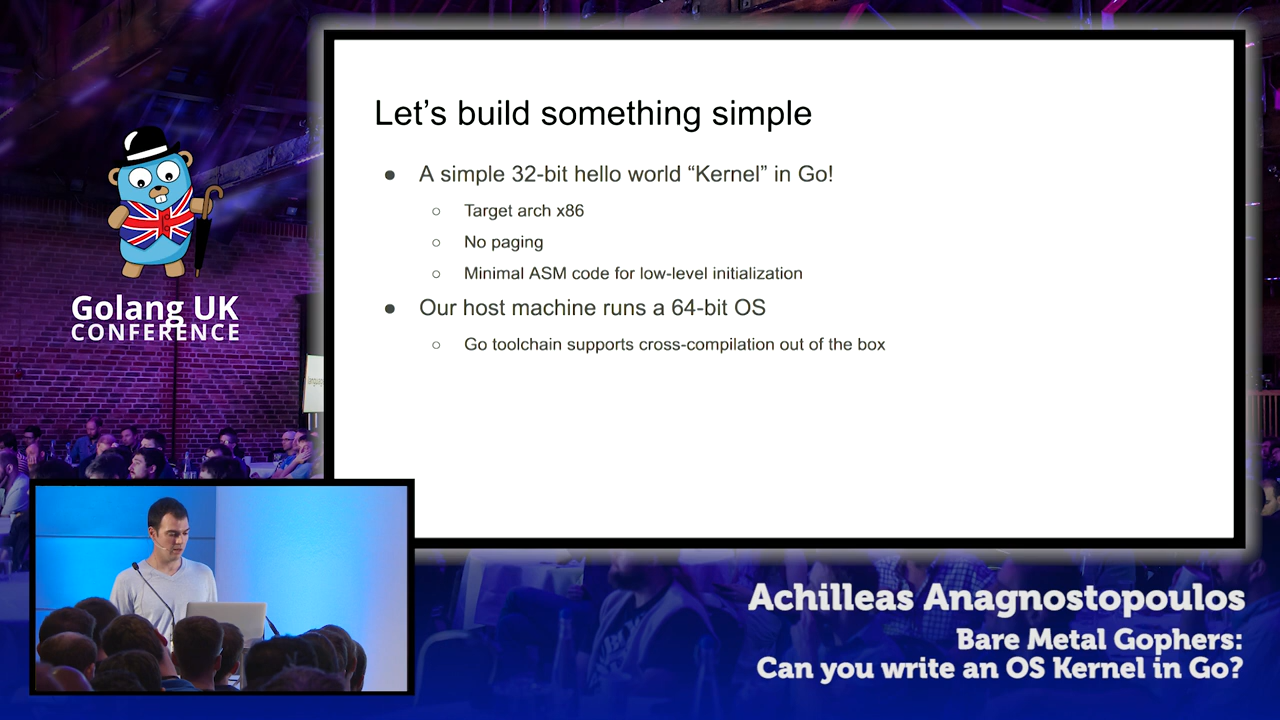 Let's build something simple
● A simple 32-bit hello world “Kernel” in Go!
○ Target arch x86
○ No paging
○ Minimal ASM code for low-level initialization
● Our host machine runs a 64-bit OS
○ Go toolchain supports cross-compilation out of the box
Golang UK
CONFERENCE
Achilleas Anagnostopoulos
Bare Metal Gophers:
Can you write an OS Kernel in Go?